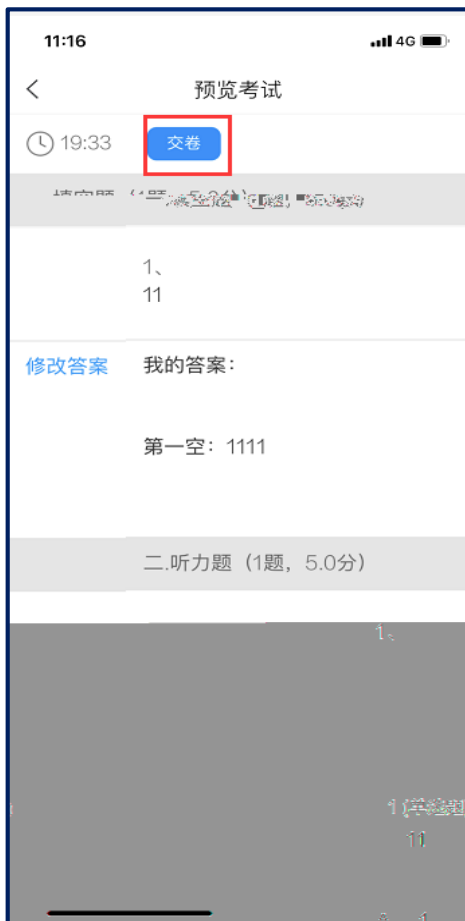 11:16 4G
预览考试
19:33 交卷
1、
11
修改答案 我的答案：
第一空：1111
二.听力题（1题，5.0分）
1、
11